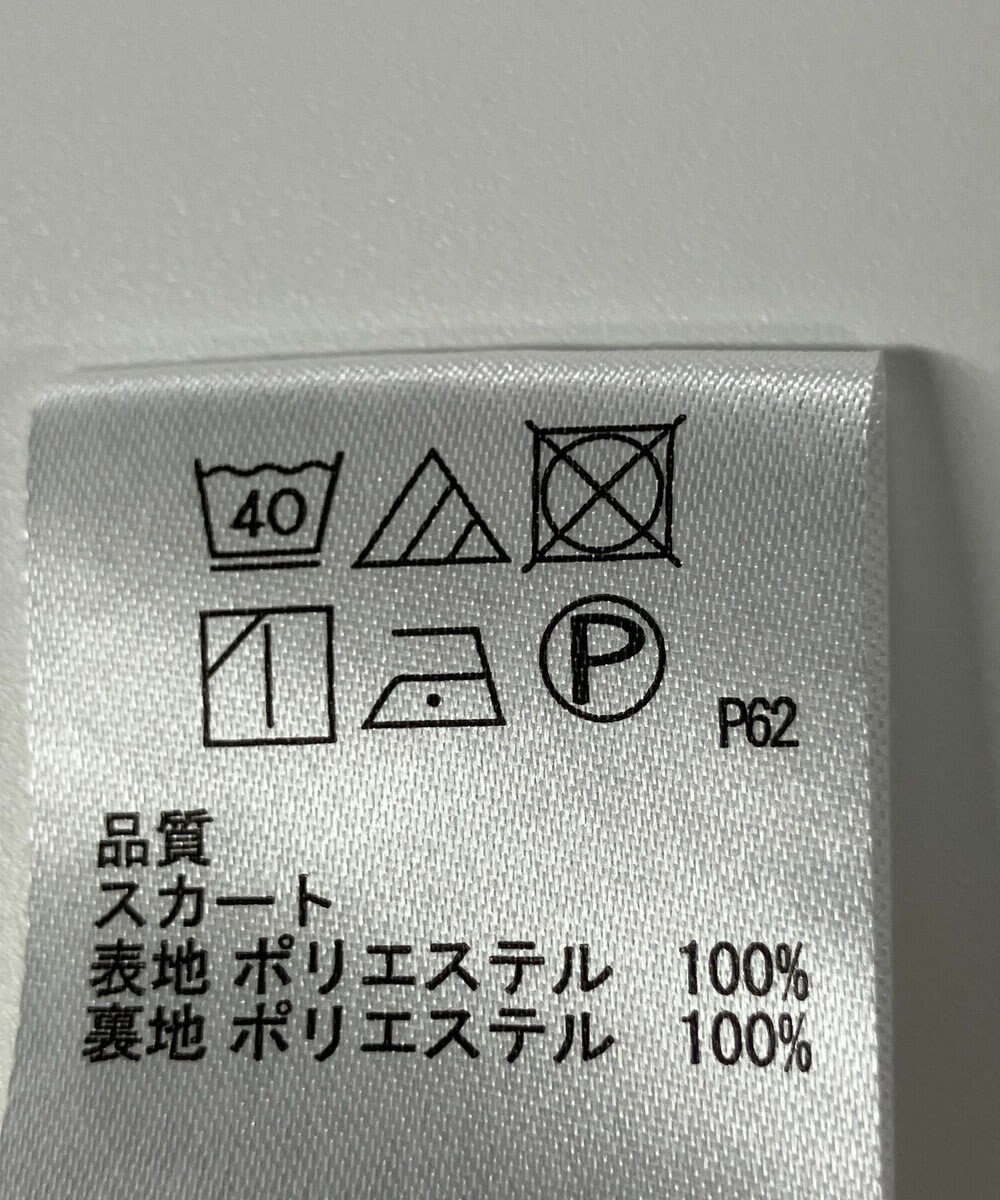 40
P
P62
品質
スカート
表地 ポリエステル 100%
裏地 ポリエステル 100%